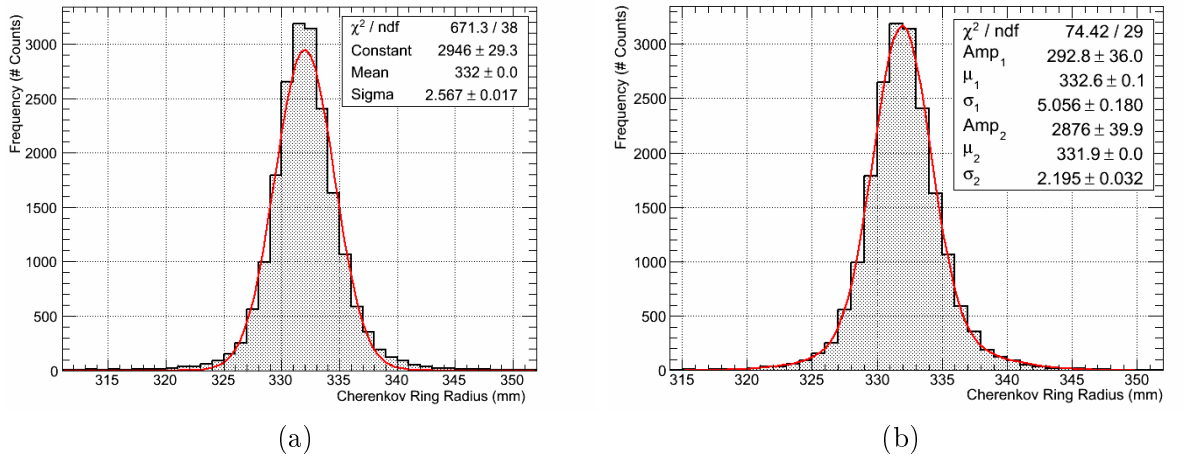 χ² / ndf 671.3 / 38
Constant 2946 ± 29.3
Mean 332 ± 0.0
Sigma 2.567 ± 0.017
Frequency (# Counts)
3000
2500
2000
1500
1000
500
0
315 320 325 330 335 340 345 350
Cherenkov Ring Radius (mm)
(a)
χ² / ndf 74.42 / 29
Amp₁ 292.8 ± 36.0
μ₁ 332.6 ± 0.1
σ₁ 5.056 ± 0.180
Amp₂ 2876 ± 39.9
μ₂ 331.9 ± 0.0
σ₂ 2.195 ± 0.032
Frequency (# Counts)
3000
2500
2000
1500
1000
500
0
315 320 325 330 335 340 345 350
Cherenkov Ring Radius (mm)
(b)